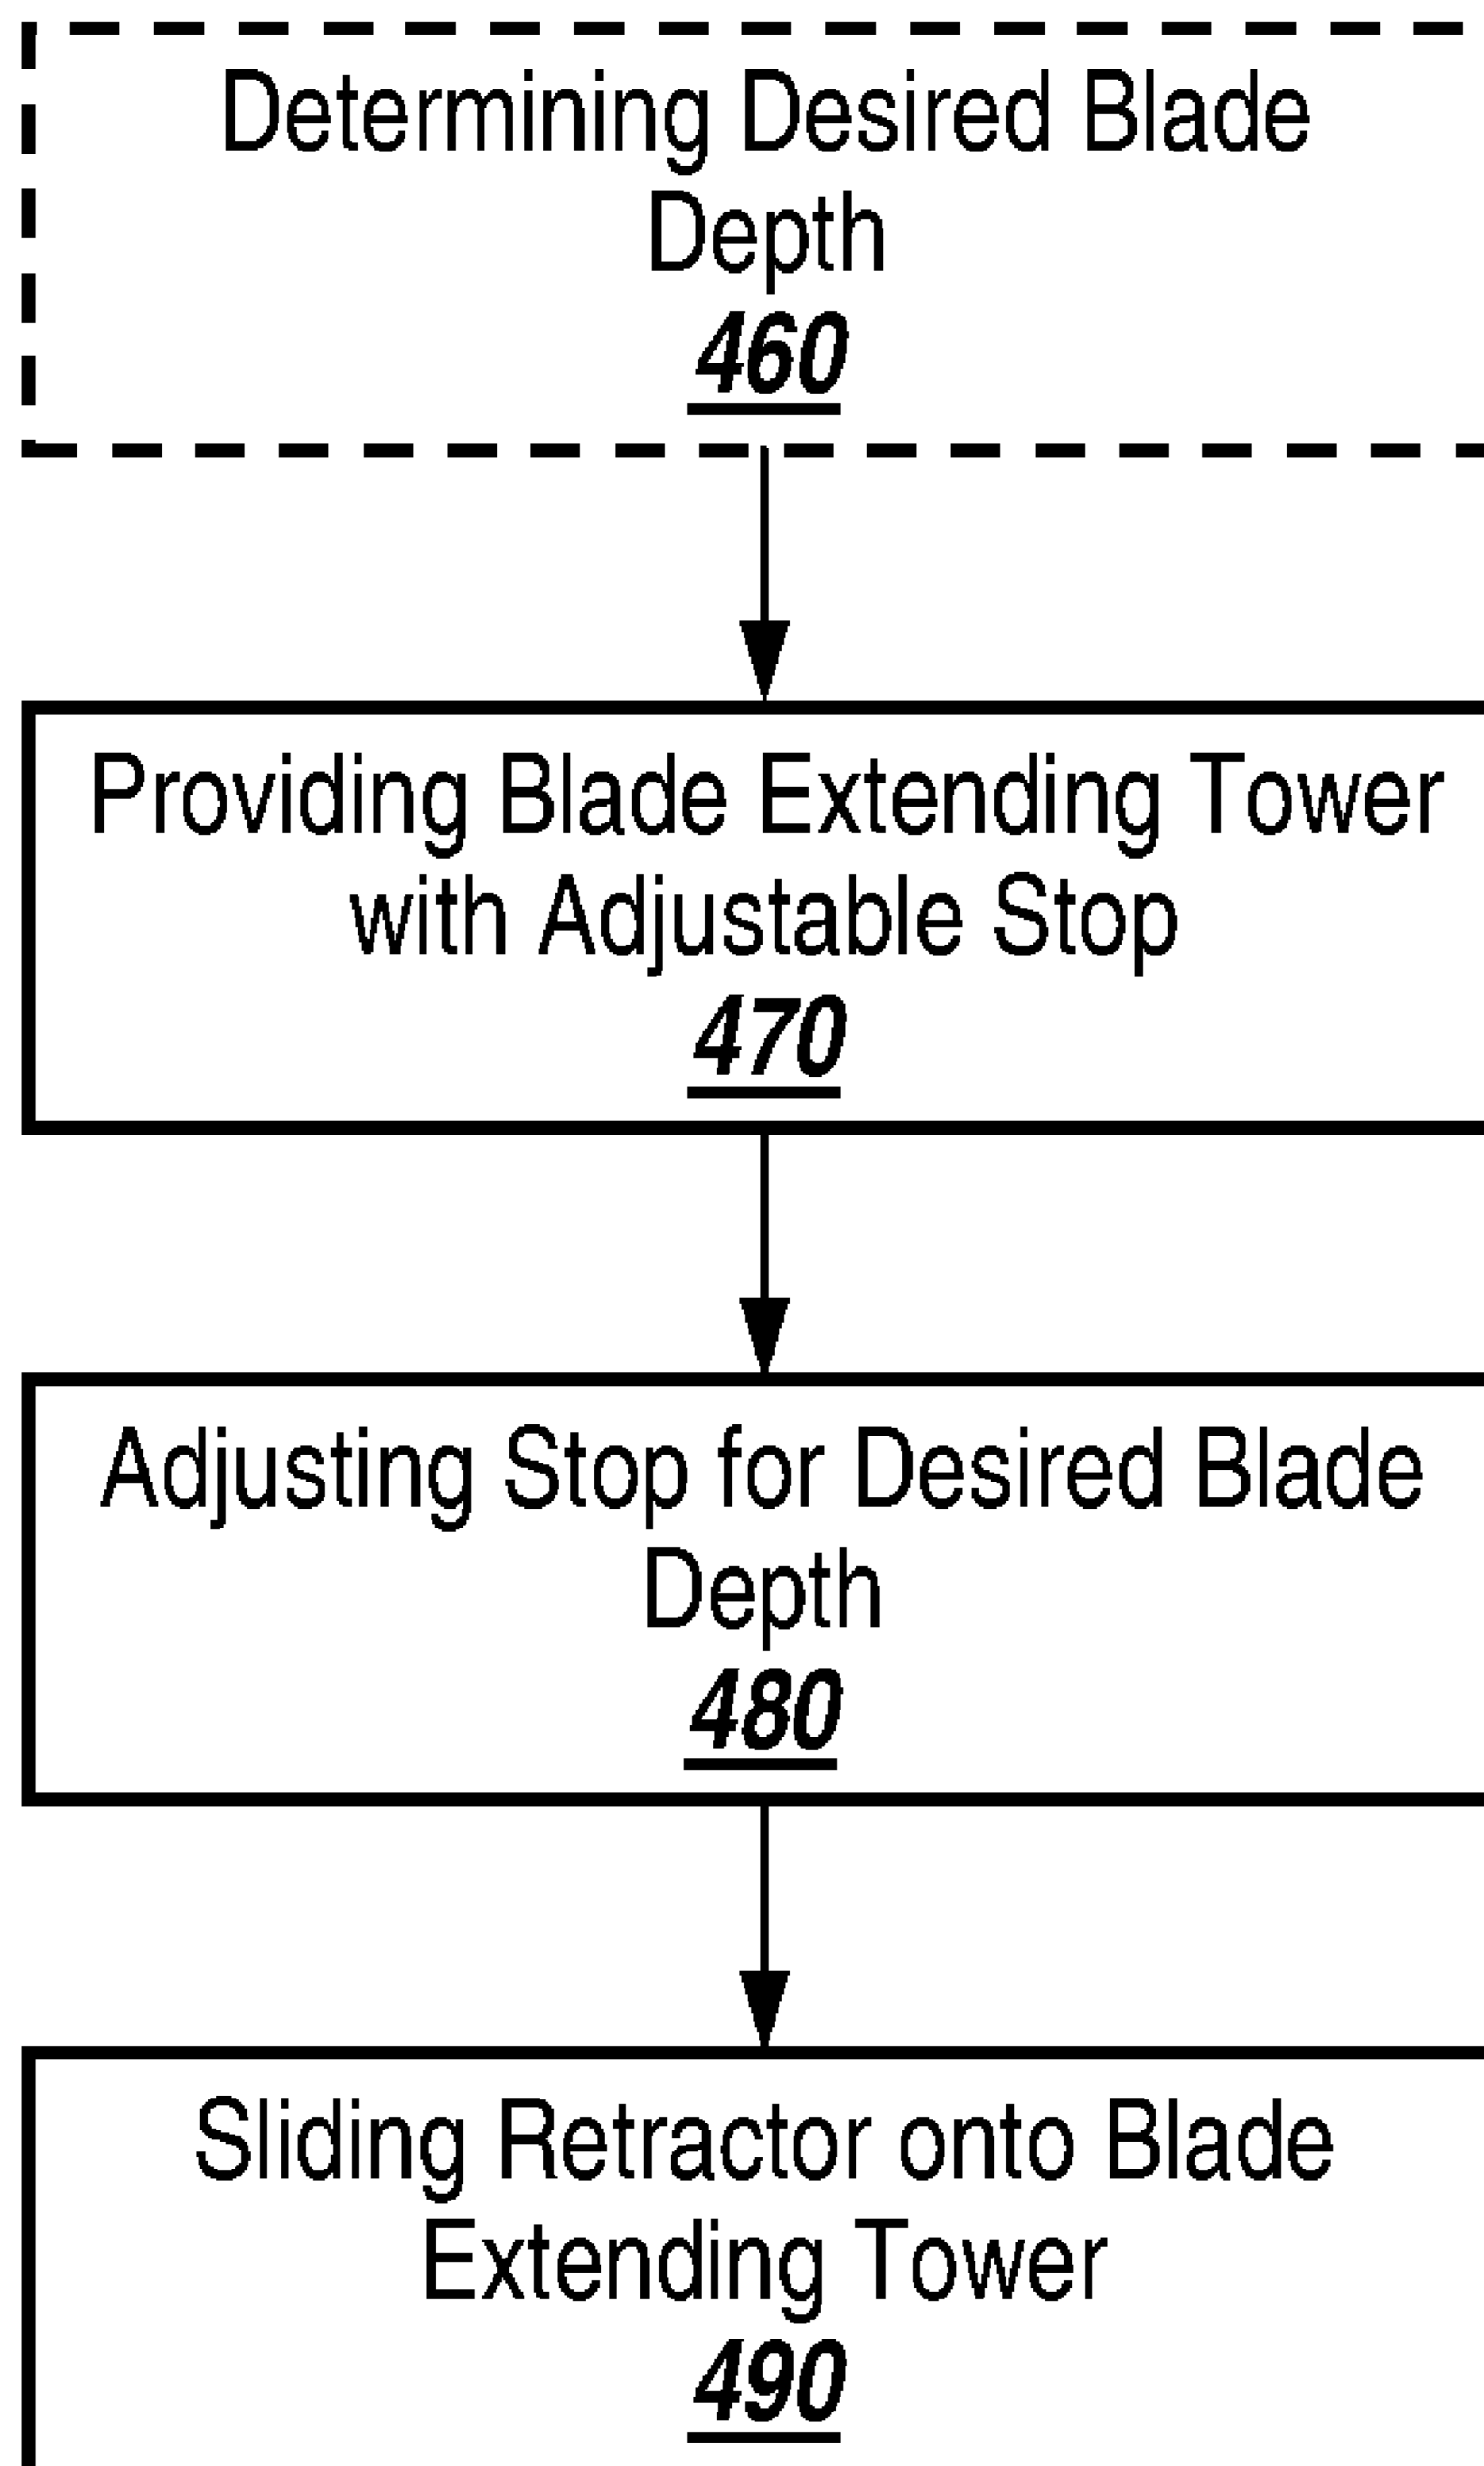 Determining Desired Blade
Depth
460
Providing Blade Extending Tower
with Adjustable Stop
470
Adjusting Stop for Desired Blade
Depth
480
Sliding Retractor onto Blade
Extending Tower
490